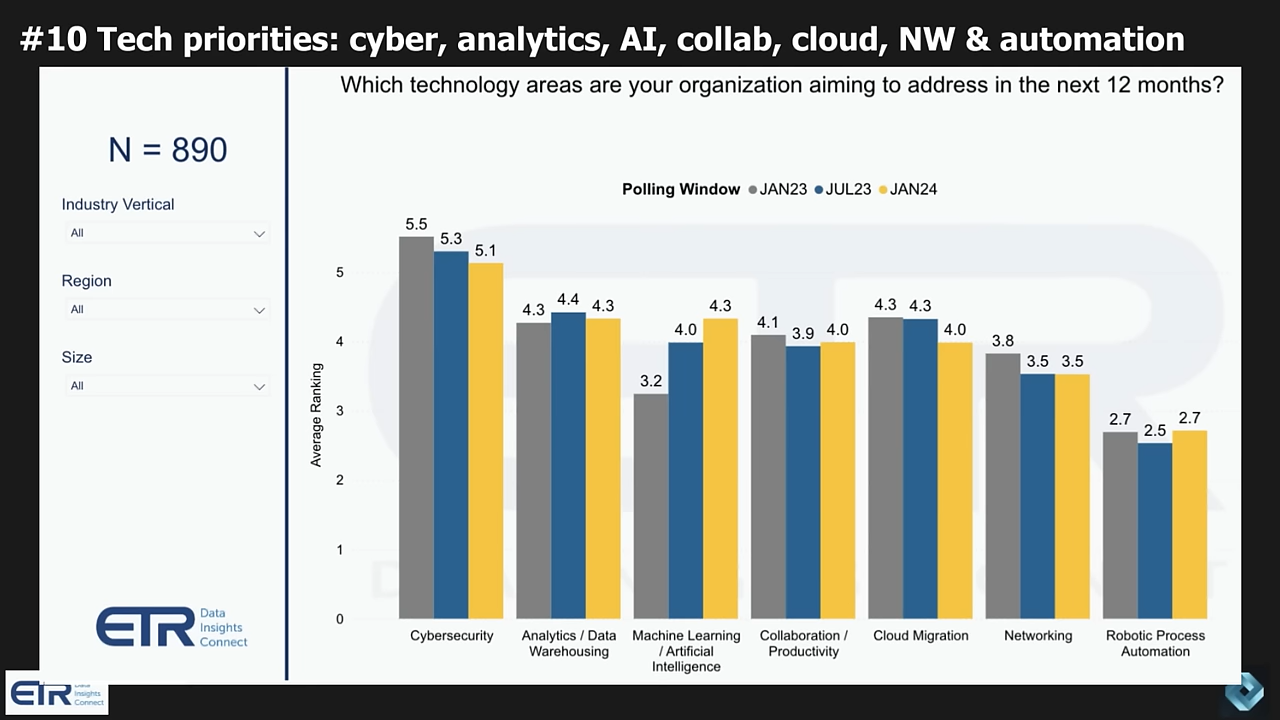 #10 Tech priorities: cyber, analytics, AI, collab, cloud, NW & automation
Which technology areas are your organization aiming to address in the next 12 months?
N = 890
Industry Vertical
All
Region
All
Size
All
Polling Window JAN23 JUL23 JAN24
Average Ranking
5
4
3
2
1
0
5.5 5.3 5.1
4.3 4.4 4.3
3.2 4.0 4.3
4.1 3.9 4.0
4.3 4.3 4.0
3.8 3.5 3.5
2.7 2.5 2.7
Cybersecurity
Analytics / Data
Warehousing
Machine Learning
/ Artificial
Intelligence
Collaboration /
Productivity
Cloud Migration
Networking
Robotic Process
Automation
ETR
Data
Insights
Connect
ETR
Insights
Connect